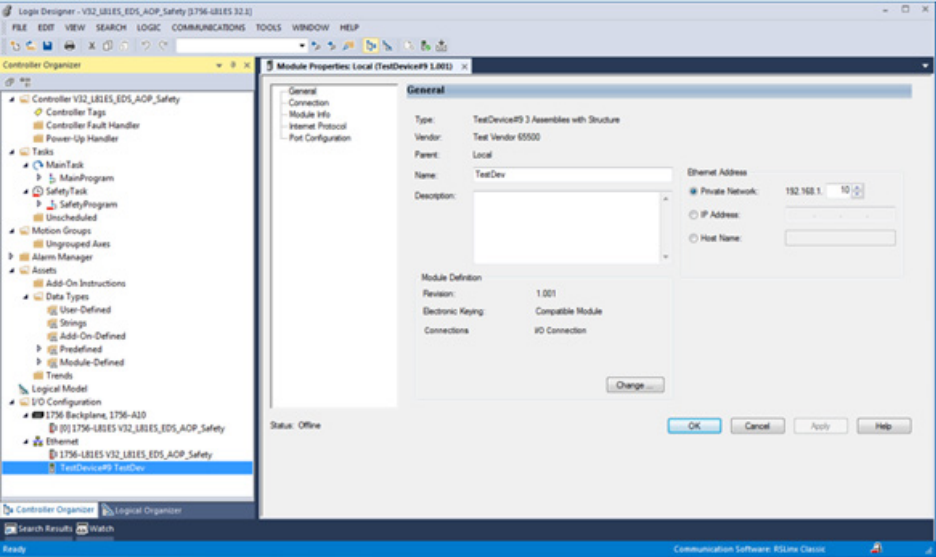 Logix Designer - V32_L81ES_EDS_AOP_Safety [1756-L81ES 32.1]
FILE EDIT VIEW SEARCH LOGIC COMMUNICATIONS TOOLS WINDOW HELP
Controller Organizer
Module Properties: Local (TestDevice#9 1.001)
Controller V32_L81ES_EDS_AOP_Safety
Controller Tags
Controller Fault Handler
Power-Up Handler
Tasks
MainTask
MainProgram
SafetyTask
SafetyProgram
Unscheduled
Motion Groups
Ungrouped Axes
Alarm Manager
Assets
Add-On Instructions
Data Types
User-Defined
Strings
Add-On-Defined
Predefined
Module-Defined
Trends
Logical Model
I/O Configuration
1756 Backplane, 1756-A10
[0] 1756-L81ES V32_L81ES_EDS_AOP_Safety
Ethernet
1756-L81ES V32_L81ES_EDS_AOP_Safety
TestDevice#9 TestDev
Controller Organizer Logical Organizer
General
Connection
Module Info
Internet Protocol
Port Configuration
General
Type: TestDevice#9 3 Assemblies with Structure
Vendor: Test Vendor 65500
Parent: Local
Name: TestDev
Description:
Ethernet Address
Private Network: 192.168.1. 10
IP Address:
Host Name:
Module Definition
Revision: 1.001
Electronic Keying: Compatible Module
Connections I/O Connection
Change ...
Status: Offline
OK Cancel Apply Help
Search Results Watch
Ready Communication Software: RSLinx Classic